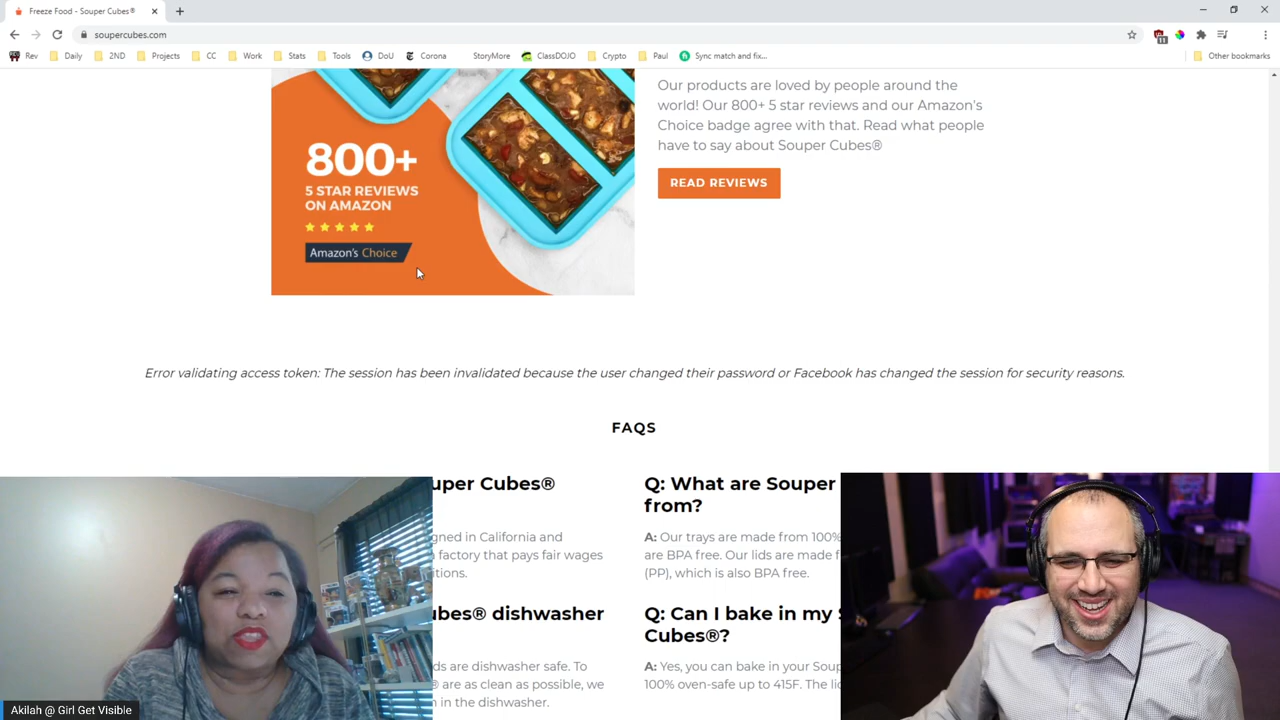 Freeze Food - Souper Cubes®
soupercubes.com
Rev Daily 2ND Projects CC Work Stats Tools DoU Corona StoryMore ClassDOJO Crypto Paul Sync match and fix... Other bookmarks
11
800+
5 STAR REVIEWS
ON AMAZON
Amazon's Choice
Our products are loved by people around the
world! Our 800+ 5 star reviews and our Amazon's
Choice badge agree with that. Read what people
have to say about Souper Cubes®
READ REVIEWS
Error validating access token: The session has been invalidated because the user changed their password or Facebook has changed the session for security reasons.
FAQS
uper Cubes®
gned in California and
factory that pays fair wages
itions.
Q: What are Souper
from?
A: Our trays are made from 100%
are BPA free. Our lids are made f
(PP), which is also BPA free.
ubes® dishwasher
ds are dishwasher safe. To
® are as clean as possible, we
n in the dishwasher.
Q: Can I bake in my S
Cubes®?
A: Yes, you can bake in your Soup
100% oven-safe up to 415F. The lid
Akilah @ Girl Get Visible